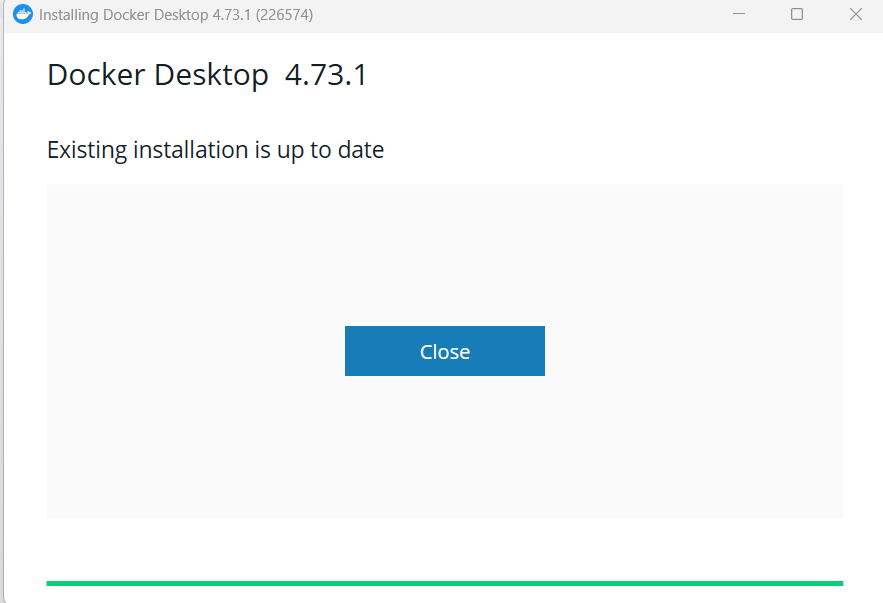 Installing Docker Desktop 4.73.1 (226574)
Docker Desktop 4.73.1
Existing installation is up to date
Close